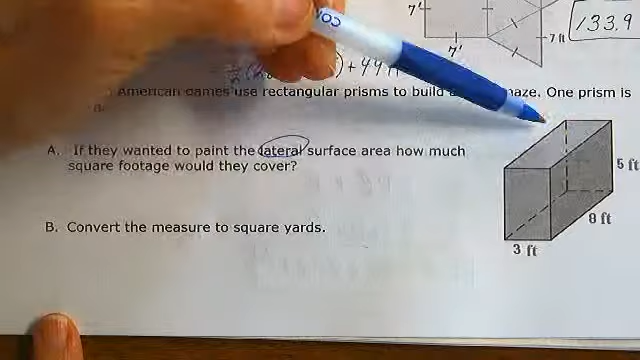 7'
133.9
7 ft
7'
American games use rectangular prisms to build a maze. One prism is
A. If they wanted to paint the lateral surface area how much
square footage would they cover?
5 ft
8 ft
3 ft
B. Convert the measure to square yards.